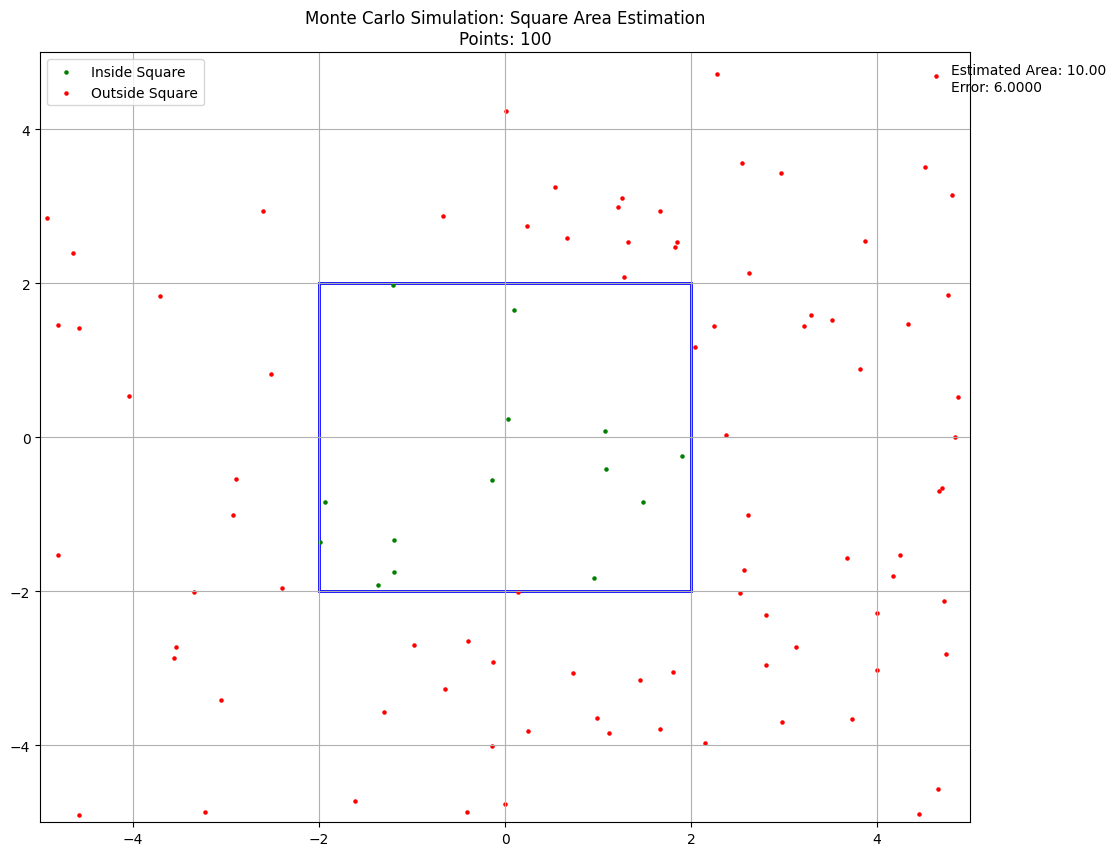 Monte Carlo Simulation: Square Area Estimation
Points: 100
Inside Square
Outside Square
Estimated Area: 10.00
Error: 6.0000
4
2
0
−2
−4
−4
−2
0
2
4